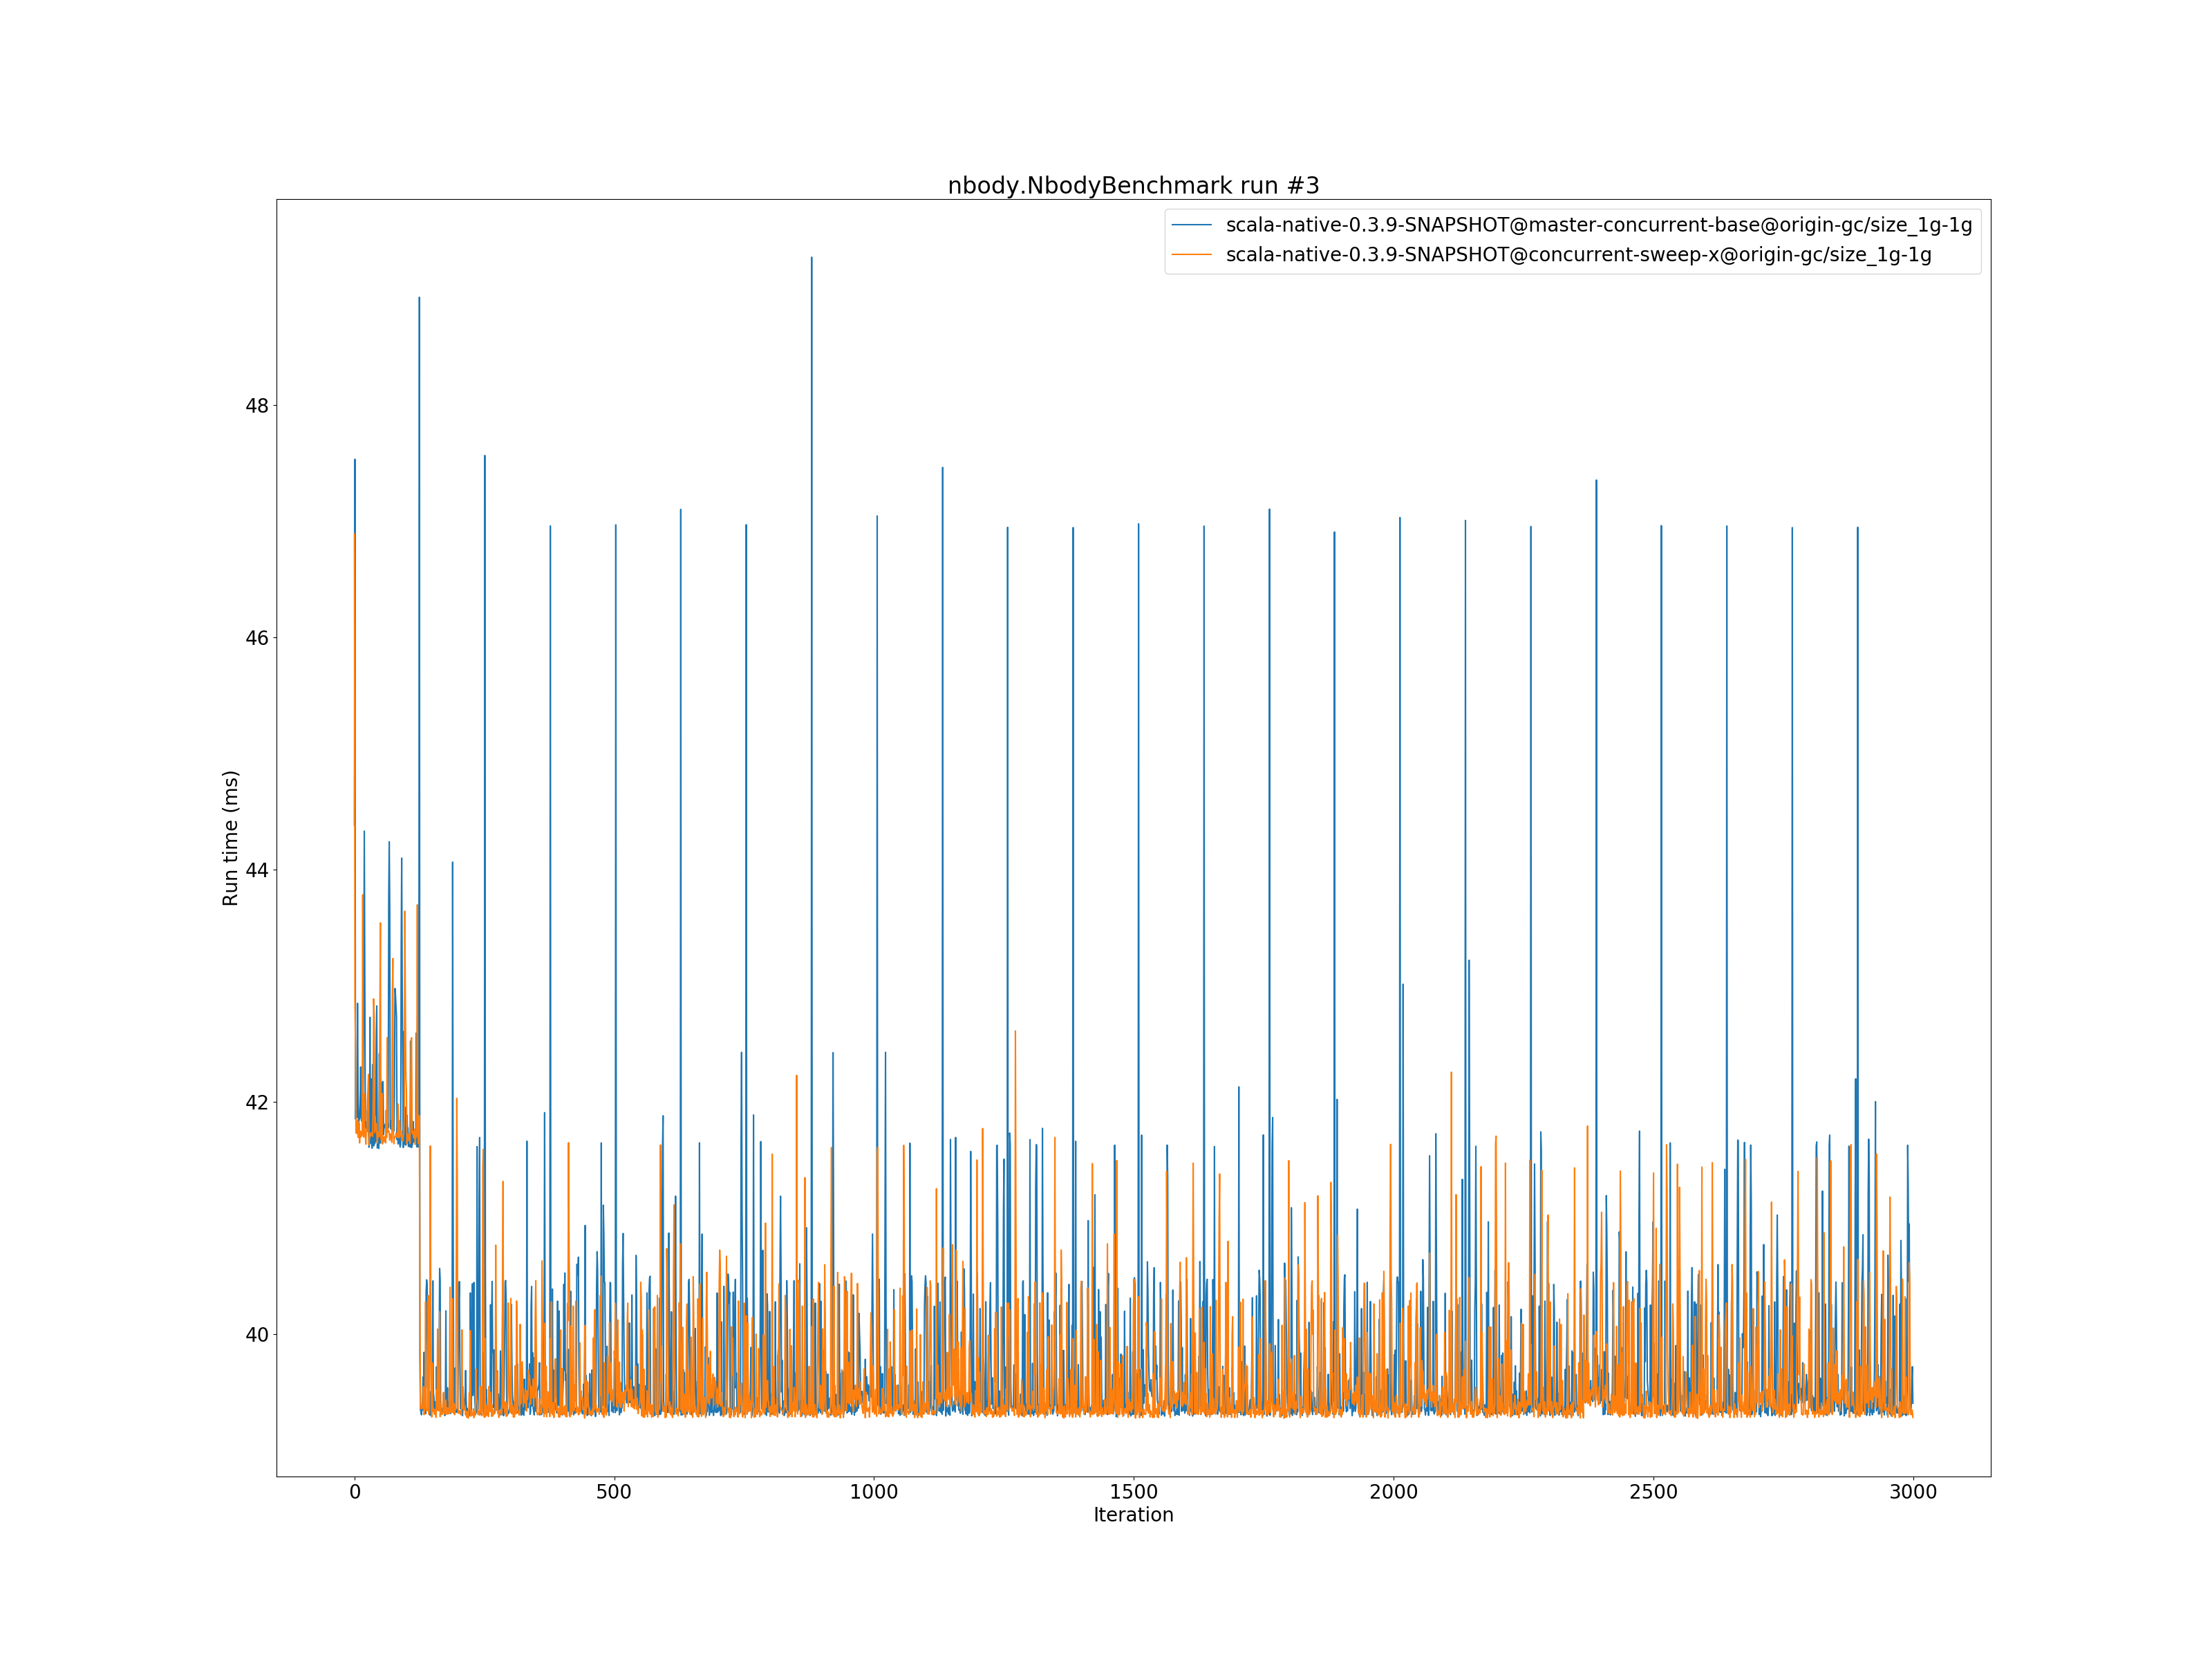 nbody.NbodyBenchmark run #3
scala-native-0.3.9-SNAPSHOT@master-concurrent-base@origin-gc/size_1g-1g
scala-native-0.3.9-SNAPSHOT@concurrent-sweep-x@origin-gc/size_1g-1g
48
46
44
42
40
Run time (ms)
0 500 1000 1500 2000 2500 3000
Iteration